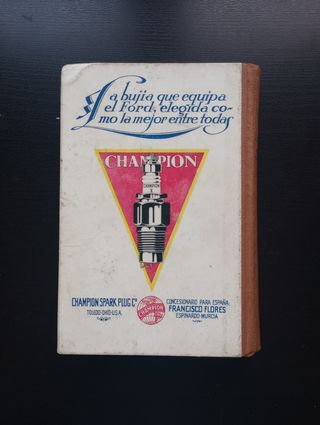 La bujía que equipa
el Ford, elegida co-
mo la mejor entre todas
CHAMPION
CHAMPION
X
CHAMPION SPARK PLUG Cº
TOLEDO-OHIO-U.S.A.
CHAMPION
CONCESIONARIO PARA ESPAÑA:
FRANCISCO FLORES
ESPINARDO-MURCIA